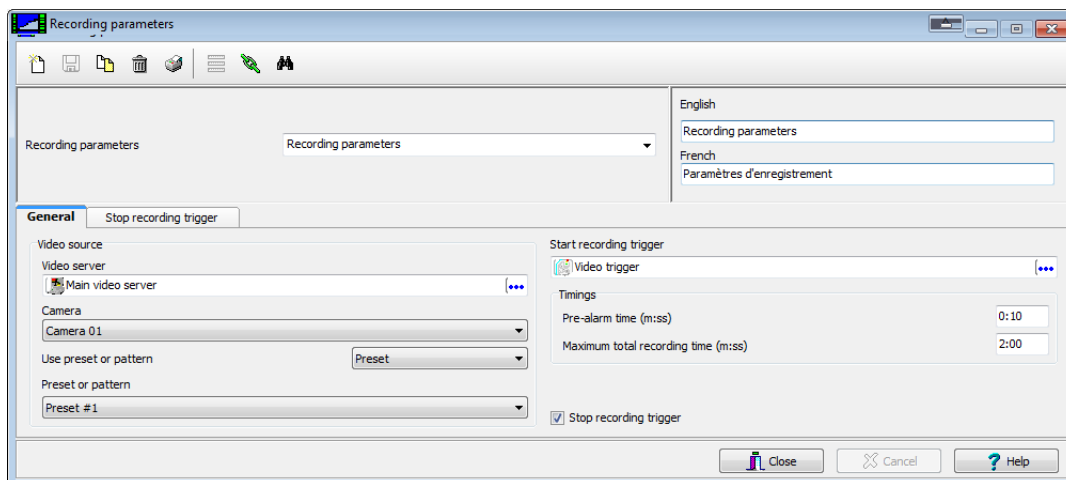 Recording parameters
Recording parameters
Recording parameters
English
Recording parameters
French
Paramètres d'enregistrement
General
Stop recording trigger
Video source
Video server
Main video server
Camera
Camera 01
Use preset or pattern
Preset
Preset or pattern
Preset #1
Start recording trigger
Video trigger
Timings
Pre-alarm time (m:ss)
0:10
Maximum total recording time (m:ss)
2:00
Stop recording trigger
Close
Cancel
? Help